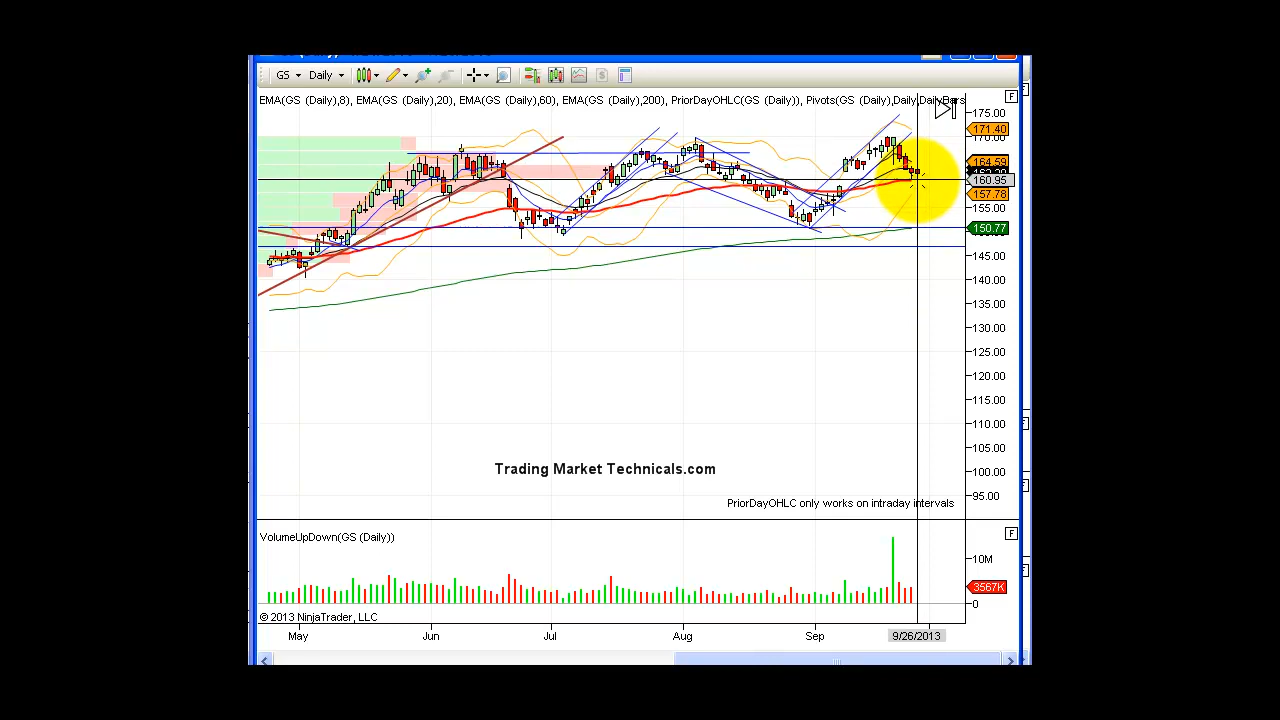 GS Daily
EMA(GS (Daily),8), EMA(GS (Daily),20), EMA(GS (Daily),60), EMA(GS (Daily),200), PriorDayOHLC(GS (Daily)), Pivots(GS (Daily),Daily,DailyBars
F
175.00
171.40
170.00
164.59
160.95
157.78
155.00
150.77
145.00
140.00
135.00
130.00
125.00
120.00
115.00
110.00
105.00
100.00
95.00
Trading Market Technicals.com
PriorDayOHLC only works on intraday intervals
VolumeUpDown(GS (Daily))
F
10M
3567K
0
© 2013 NinjaTrader, LLC
May Jun Jul Aug Sep 9/26/2013